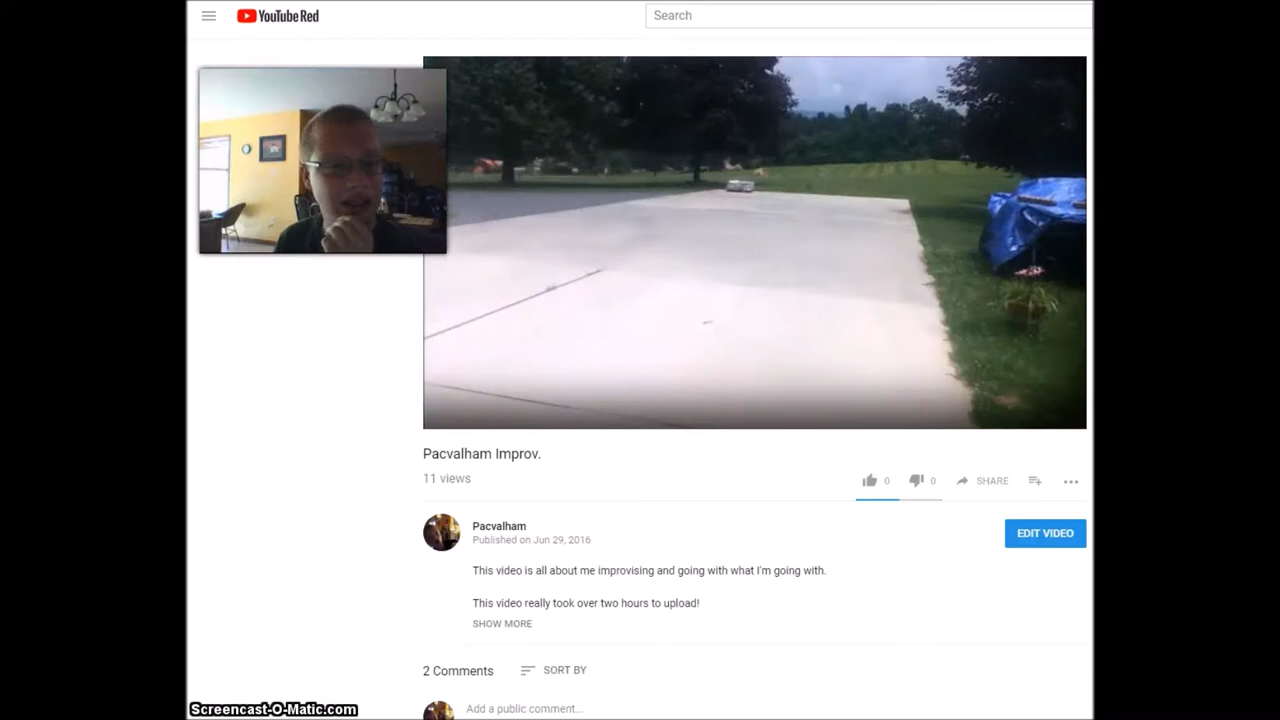 YouTube Red
Search
Pacvalham Improv.
11 views
0
0
SHARE
Pacvalham
Published on Jun 29, 2016
EDIT VIDEO
This video is all about me improvising and going with what I'm going with.
This video really took over two hours to upload!
SHOW MORE
2 Comments
SORT BY
Add a public comment...
Screencast-O-Matic.com